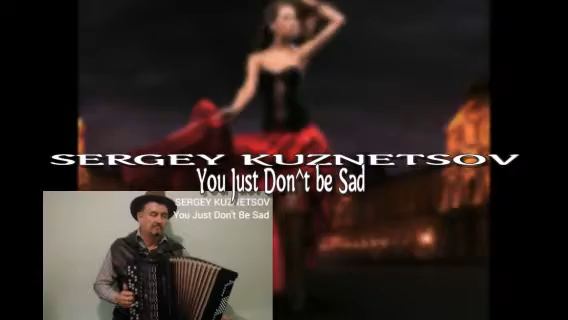 SERGEY KUZNETSOV
You Just Don^t be Sad
SERGEY KUZNETSOV
You Just Don't Be Sad